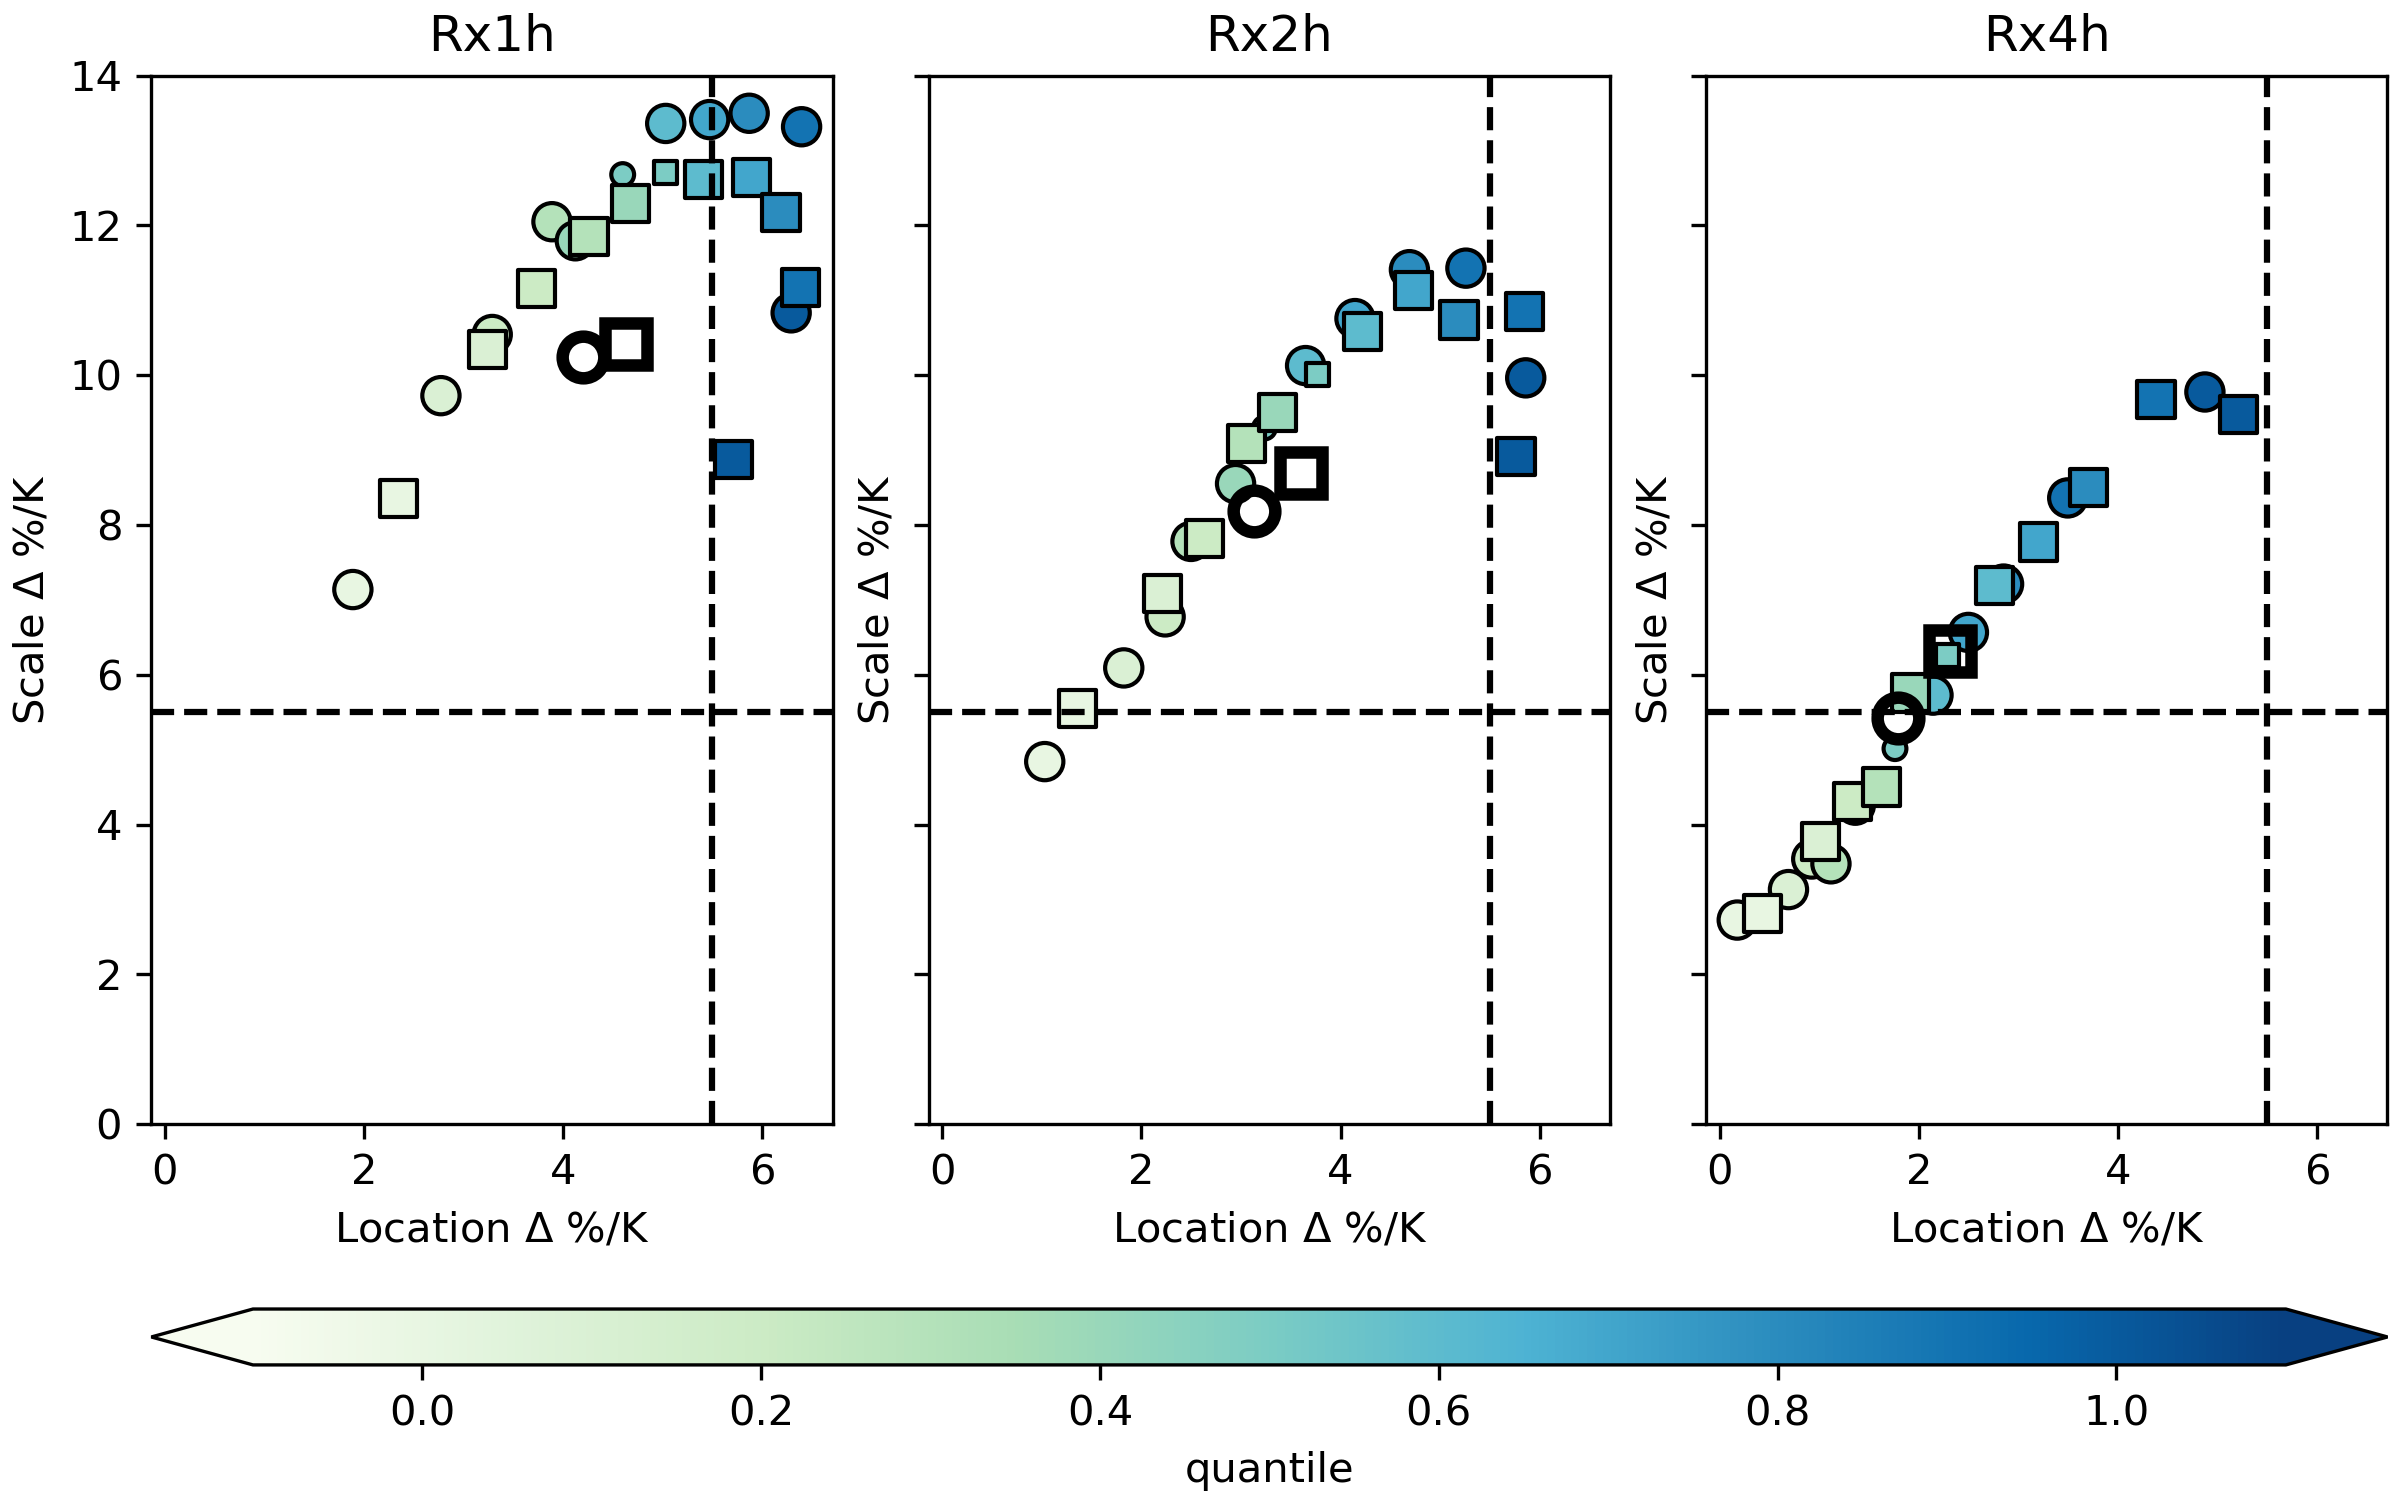 Rx1h Rx2h Rx4h
14
12
10
8
6
4
2
0
Scale Δ %/K
Scale Δ %/K
Scale Δ %/K
0 2 4 6 0 2 4 6 0 2 4 6
Location Δ %/K Location Δ %/K Location Δ %/K
0.0 0.2 0.4 0.6 0.8 1.0
quantile